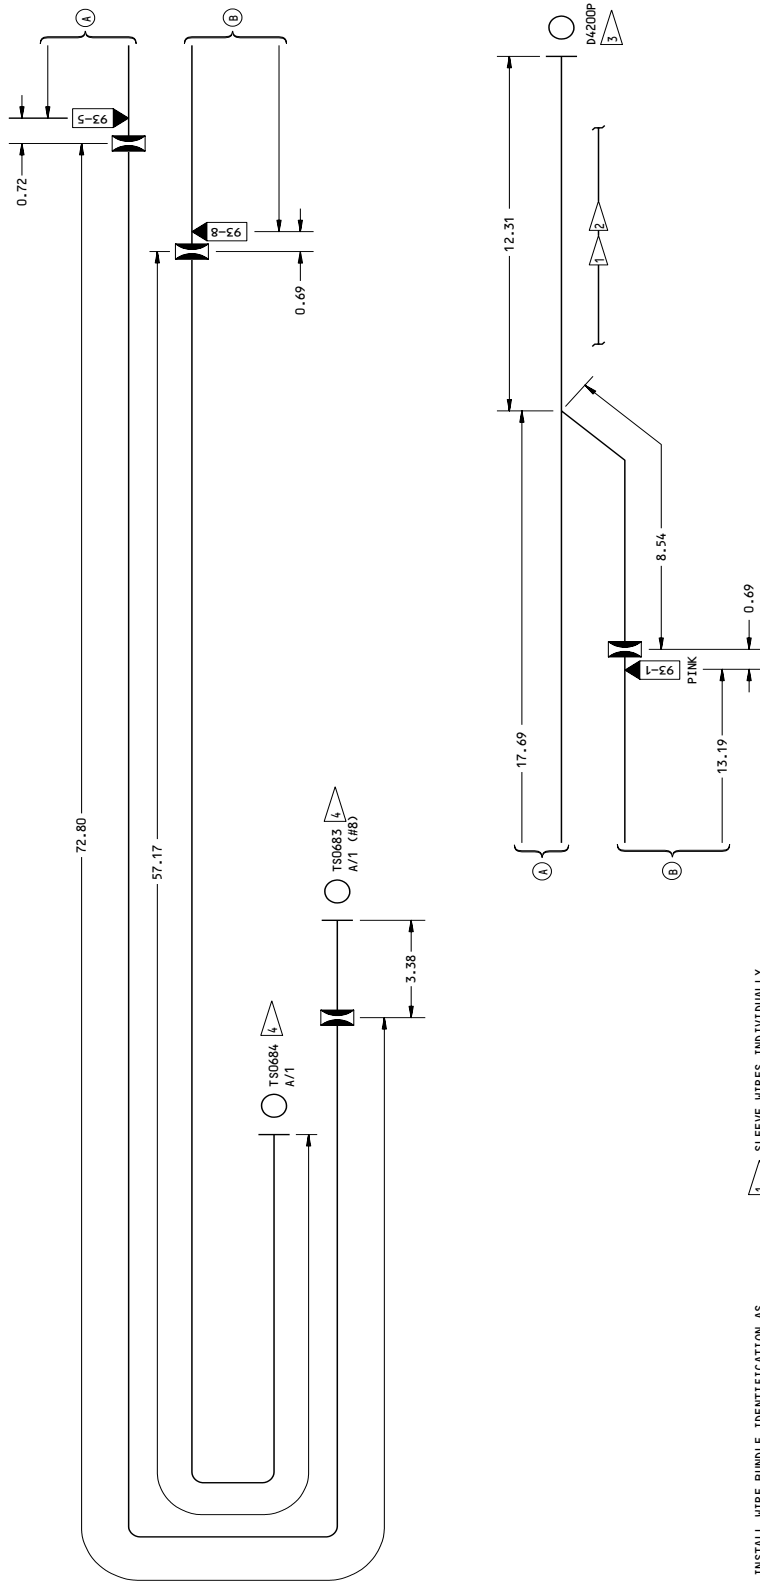 A
93-5
0.72
B
93-8
0.69
72.80
57.17
TS0683
A/1 (#8)
4
3.38
TS0684
A/1
4
D4200P
3
12.31
1
2
17.69
8.54
93-1
PINK
0.69
13.19
A
B
1
SLEEVE WIRES INDIVIDUALLY
INSTALL WIRE BUNDLE IDENTIFICATION AS